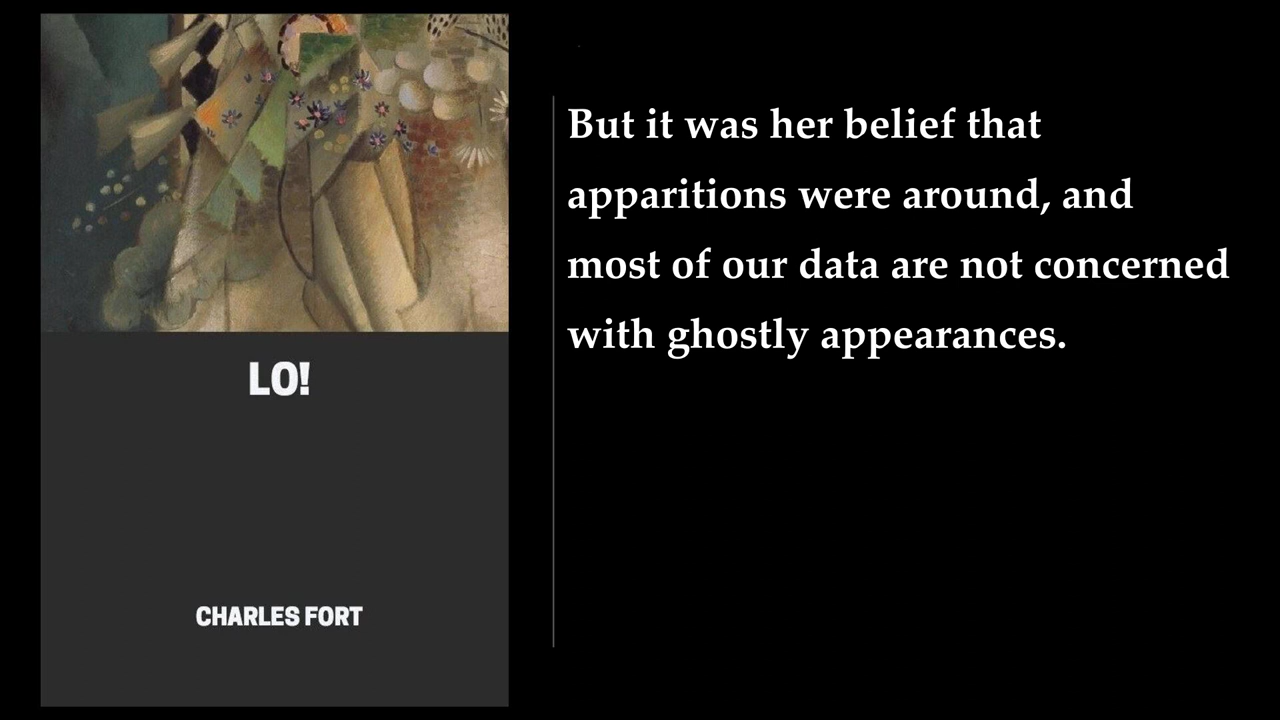 LO!
CHARLES FORT
But it was her belief that
apparitions were around, and
most of our data are not concerned
with ghostly appearances.